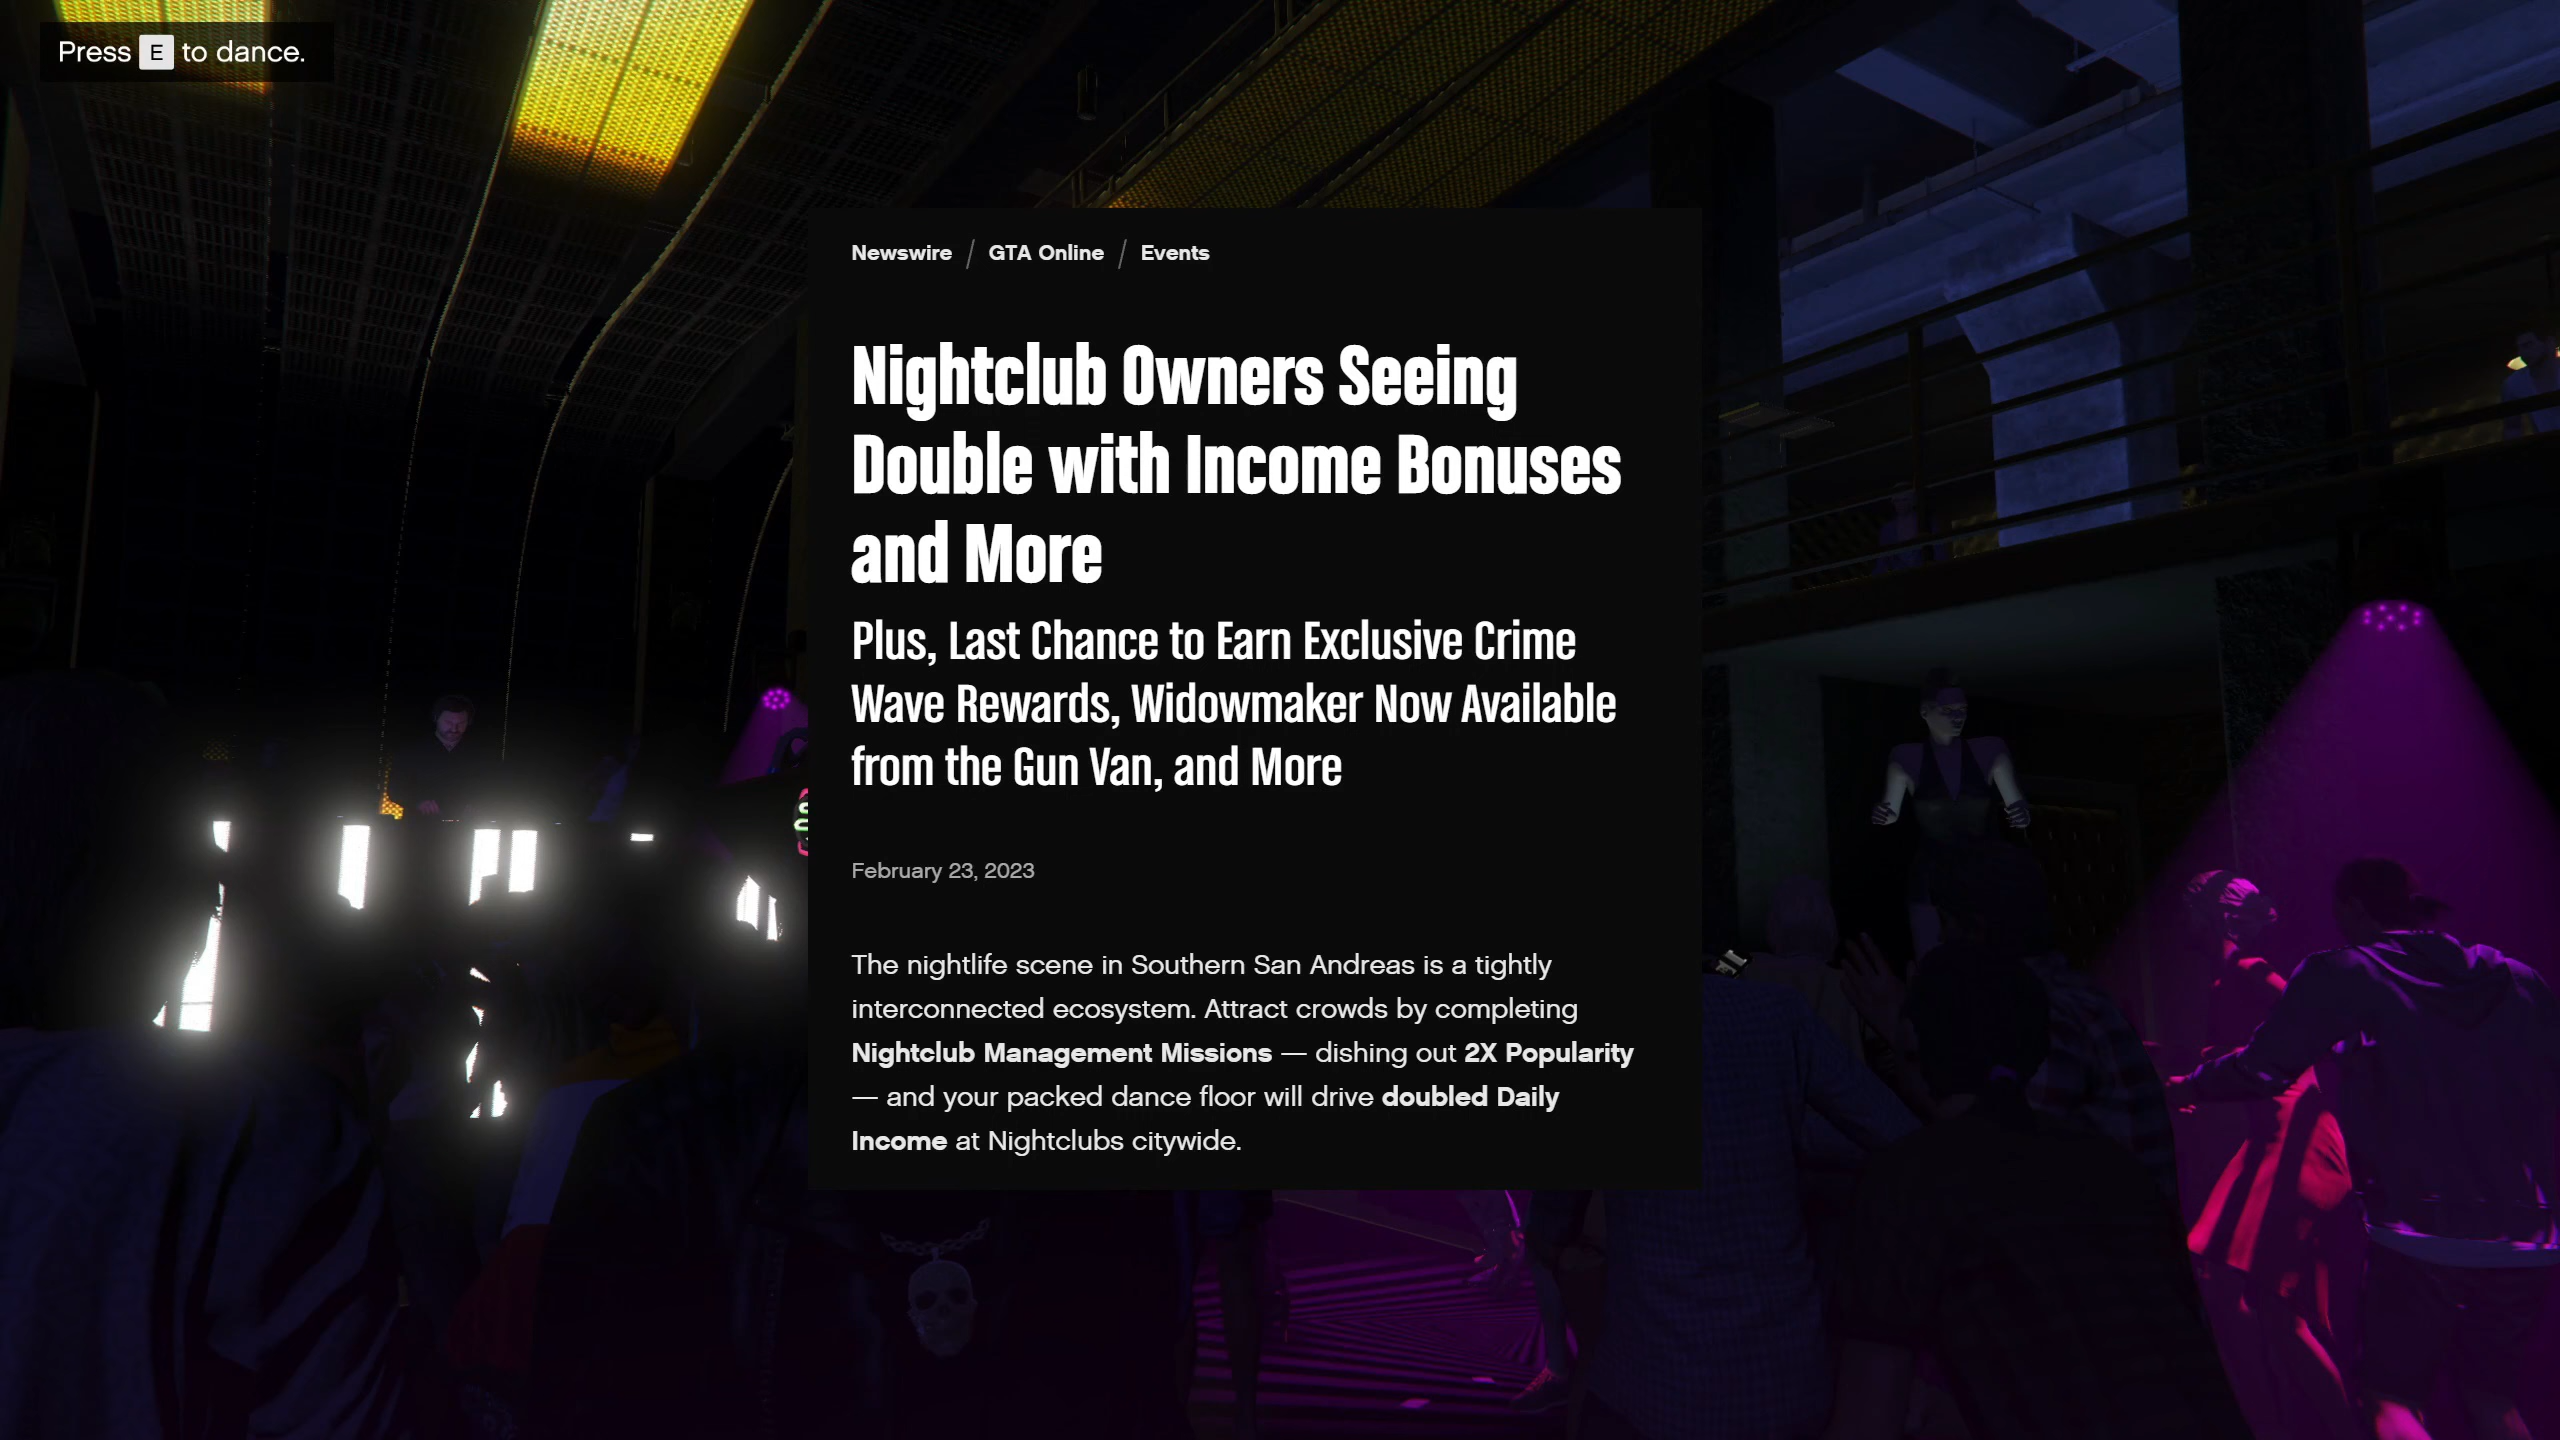 Press E to dance.
Newswire / GTA Online / Events
Nightclub Owners Seeing
Double with Income Bonuses
and More
Plus, Last Chance to Earn Exclusive Crime
Wave Rewards, Widowmaker Now Available
from the Gun Van, and More
February 23, 2023
The nightlife scene in Southern San Andreas is a tightly
interconnected ecosystem. Attract crowds by completing
Nightclub Management Missions — dishing out 2X Popularity
— and your packed dance floor will drive doubled Daily
Income at Nightclubs citywide.